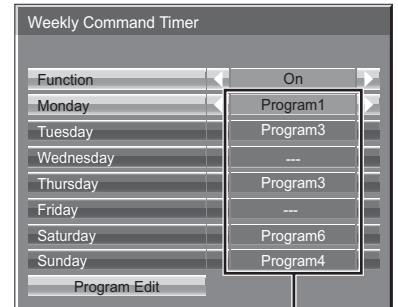 Weekly Command Timer
Function On
Monday Program1
Tuesday Program3
Wednesday ---
Thursday Program3
Friday ---
Saturday Program6
Sunday Program4
Program Edit